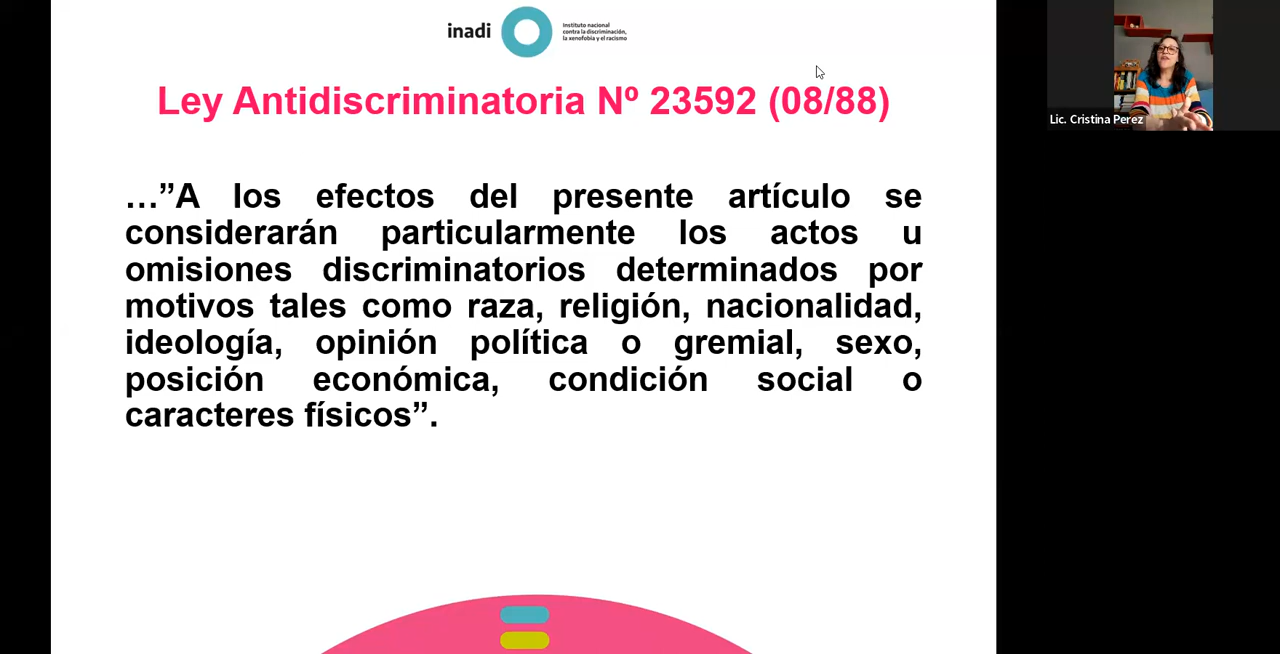 inadi
Instituto nacional
contra la discriminación,
la xenofobia y el racismo
Ley Antidiscriminatoria Nº 23592 (08/88)
…”A los efectos del presente artículo se
considerarán particularmente los actos u
omisiones discriminatorios determinados por
motivos tales como raza, religión, nacionalidad,
ideología, opinión política o gremial, sexo,
posición económica, condición social o
caracteres físicos”.
Lic. Cristina Perez